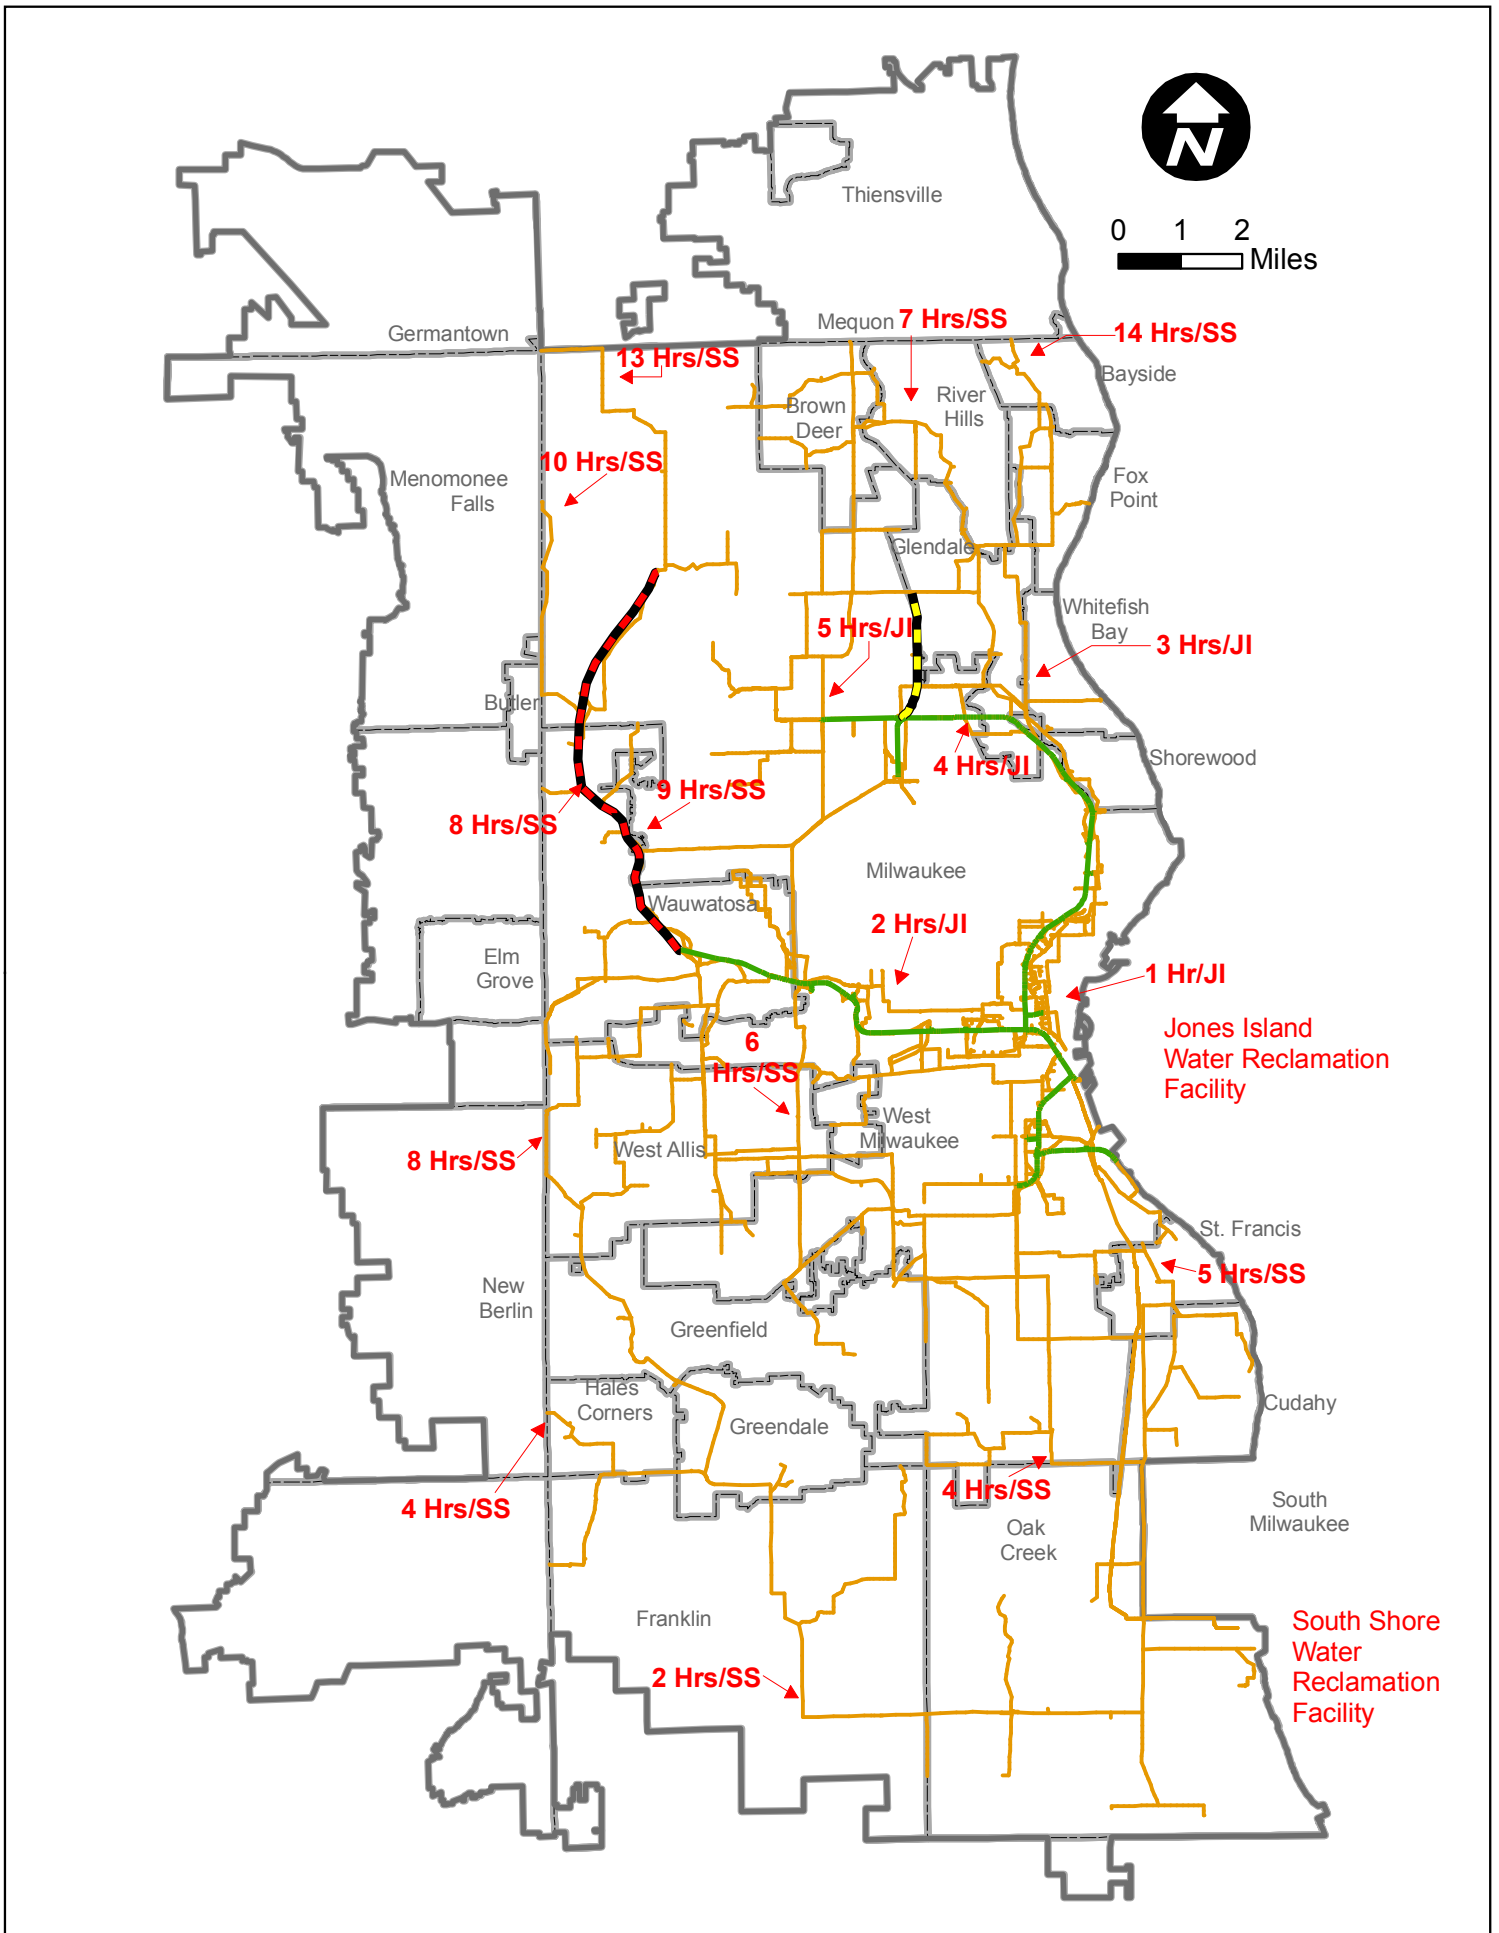 N
Thiensville
0 1 2
Miles
Germantown
Mequon
7 Hrs/SS
14 Hrs/SS
13 Hrs/SS
Bayside
River
Hills
Brown
Deer
10 Hrs/SS
Menomonee
Falls
Fox
Point
Glendale
Whitefish
Bay
5 Hrs/JI
3 Hrs/JI
Butler
4 Hrs/JI
Shorewood
9 Hrs/SS
8 Hrs/SS
Milwaukee
Wauwatosa
2 Hrs/JI
Elm
Grove
1 Hr/JI
Jones Island
Water Reclamation
Facility
6
Hrs/SS
West
Milwaukee
West Allis
8 Hrs/SS
St. Francis
5 Hrs/SS
New
Berlin
Greenfield
Hales
Corners
Greendale
Cudahy
4 Hrs/SS
4 Hrs/SS
South
Milwaukee
Oak
Creek
Franklin
South Shore
Water
Reclamation
Facility
2 Hrs/SS